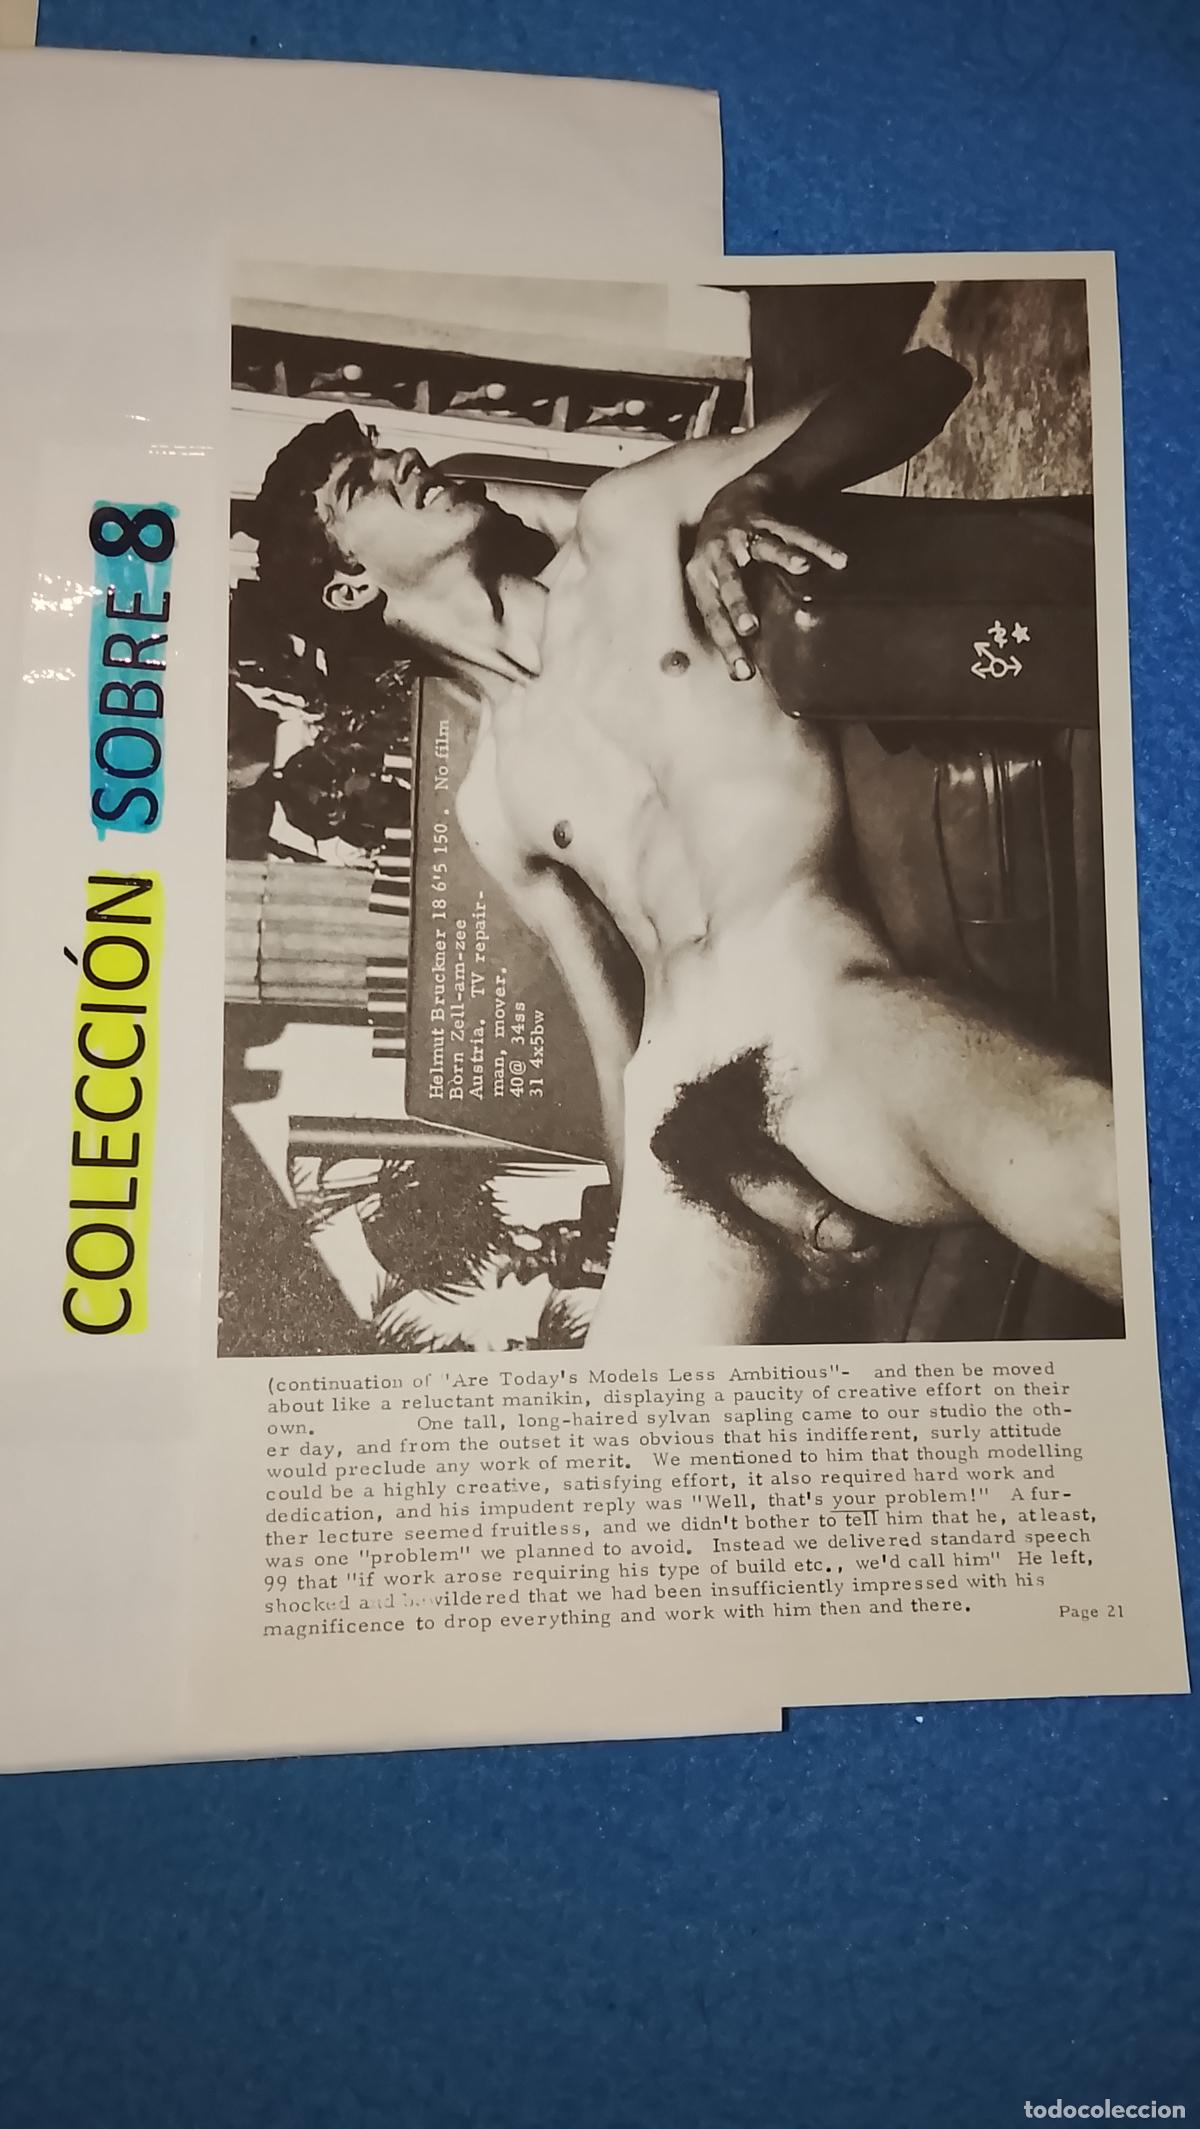 COLECCIÓN SOBRE 8
Helmut Bruckner 18 6'5 150. No film
Born Zell-am-zee
Austria. TV repair-
man, mover.
40@ 34ss
31 4x5bw
(continuation of 'Are Today's Models Less Ambitious"- and then be moved
about like a reluctant manikin, displaying a paucity of creative effort on their
own. One tall, long-haired sylvan sapling came to our studio the oth-
er day, and from the outset it was obvious that his indifferent, surly attitude
would preclude any work of merit. We mentioned to him that though modelling
could be a highly creative, satisfying effort, it also required hard work and
dedication, and his impudent reply was "Well, that's your problem!" A fur-
ther lecture seemed fruitless, and we didn't bother to tell him that he, at least,
was one "problem" we planned to avoid. Instead we delivered standard speech
99 that "if work arose requiring his type of build etc., we'd call him" He left,
shocked and bewildered that we had been insufficiently impressed with his
magnificence to drop everything and work with him then and there.
Page 21
todocoleccion